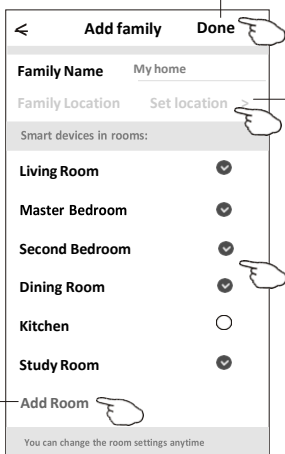 < Add family Done
Family Name My home
Family Location Set location >
Smart devices in rooms:
Living Room
Master Bedroom
Second Bedroom
Dining Room
Kitchen
Study Room
Add Room
You can change the room settings anytime